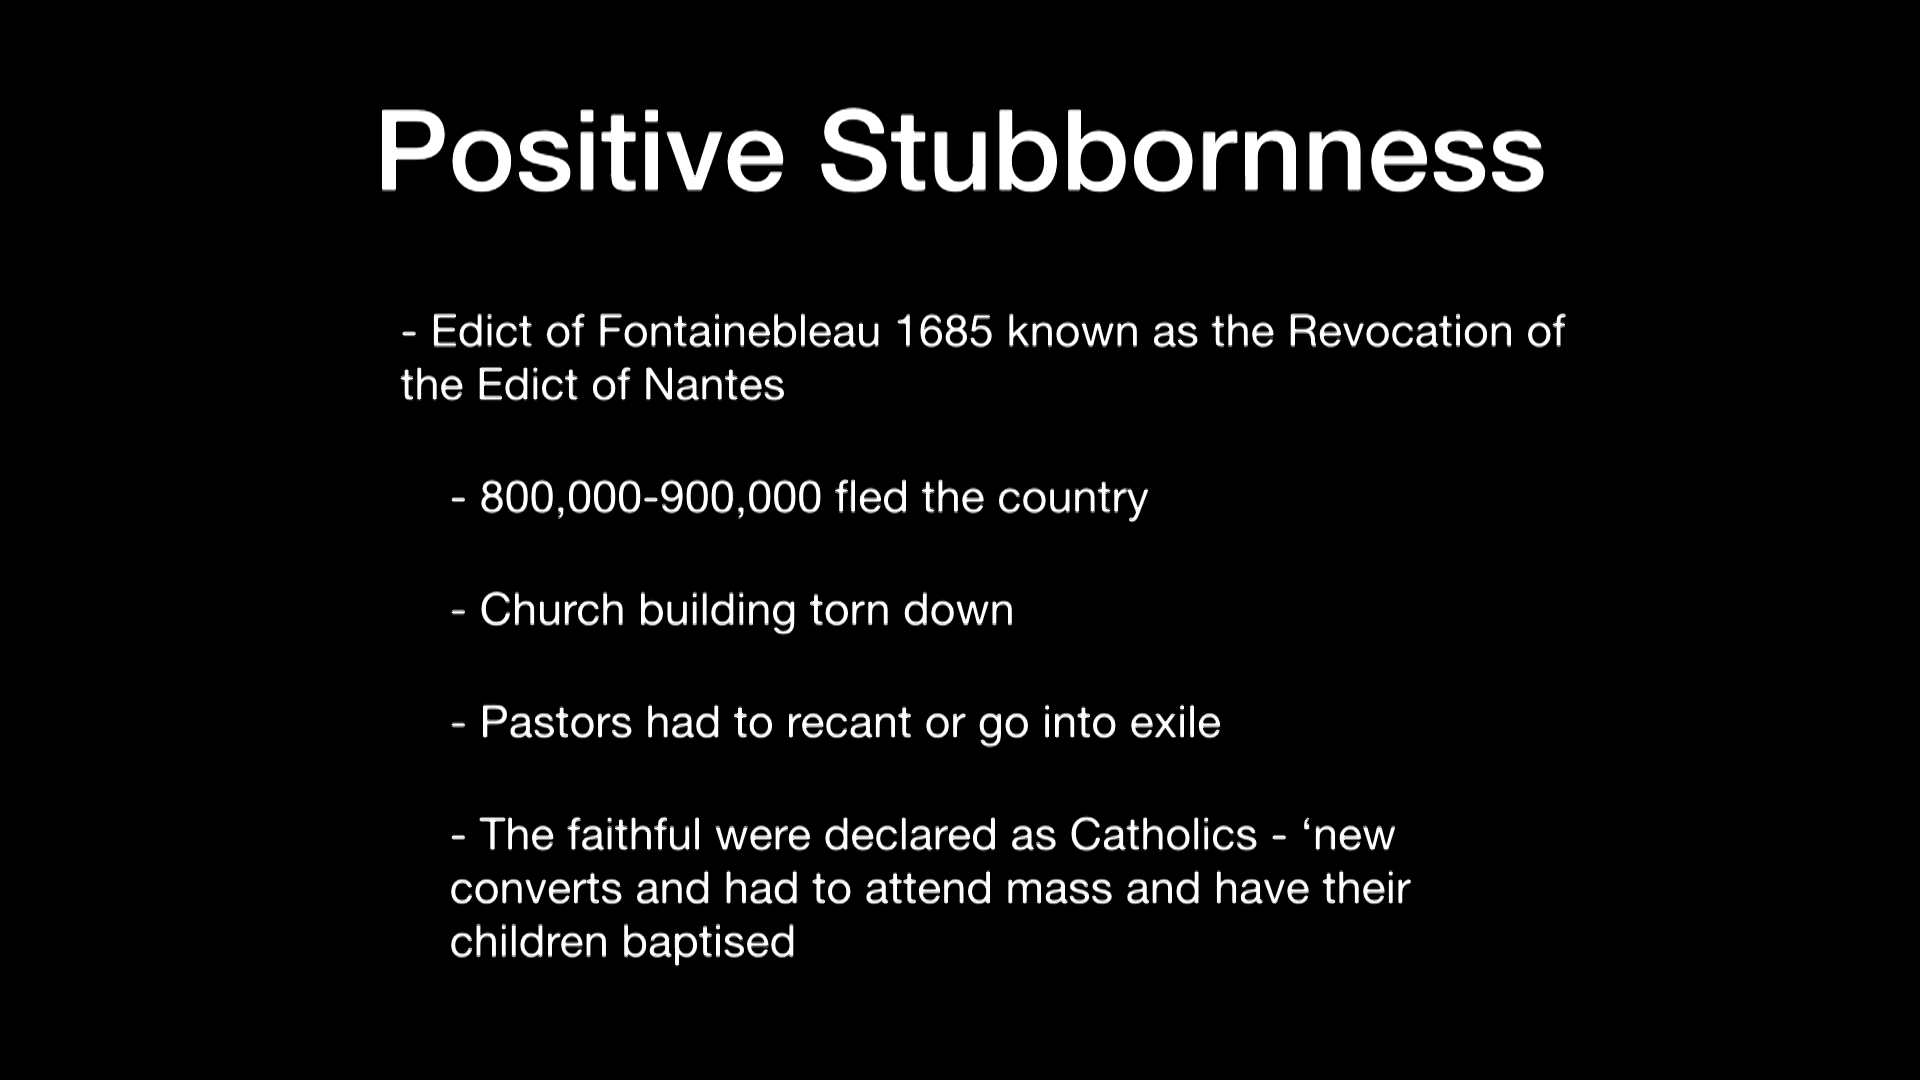 Positive Stubbornness
- Edict of Fontainebleau 1685 known as the Revocation of
the Edict of Nantes
- 800,000-900,000 fled the country
- Church building torn down
- Pastors had to recant or go into exile
- The faithful were declared as Catholics - ‘new
converts and had to attend mass and have their
children baptised